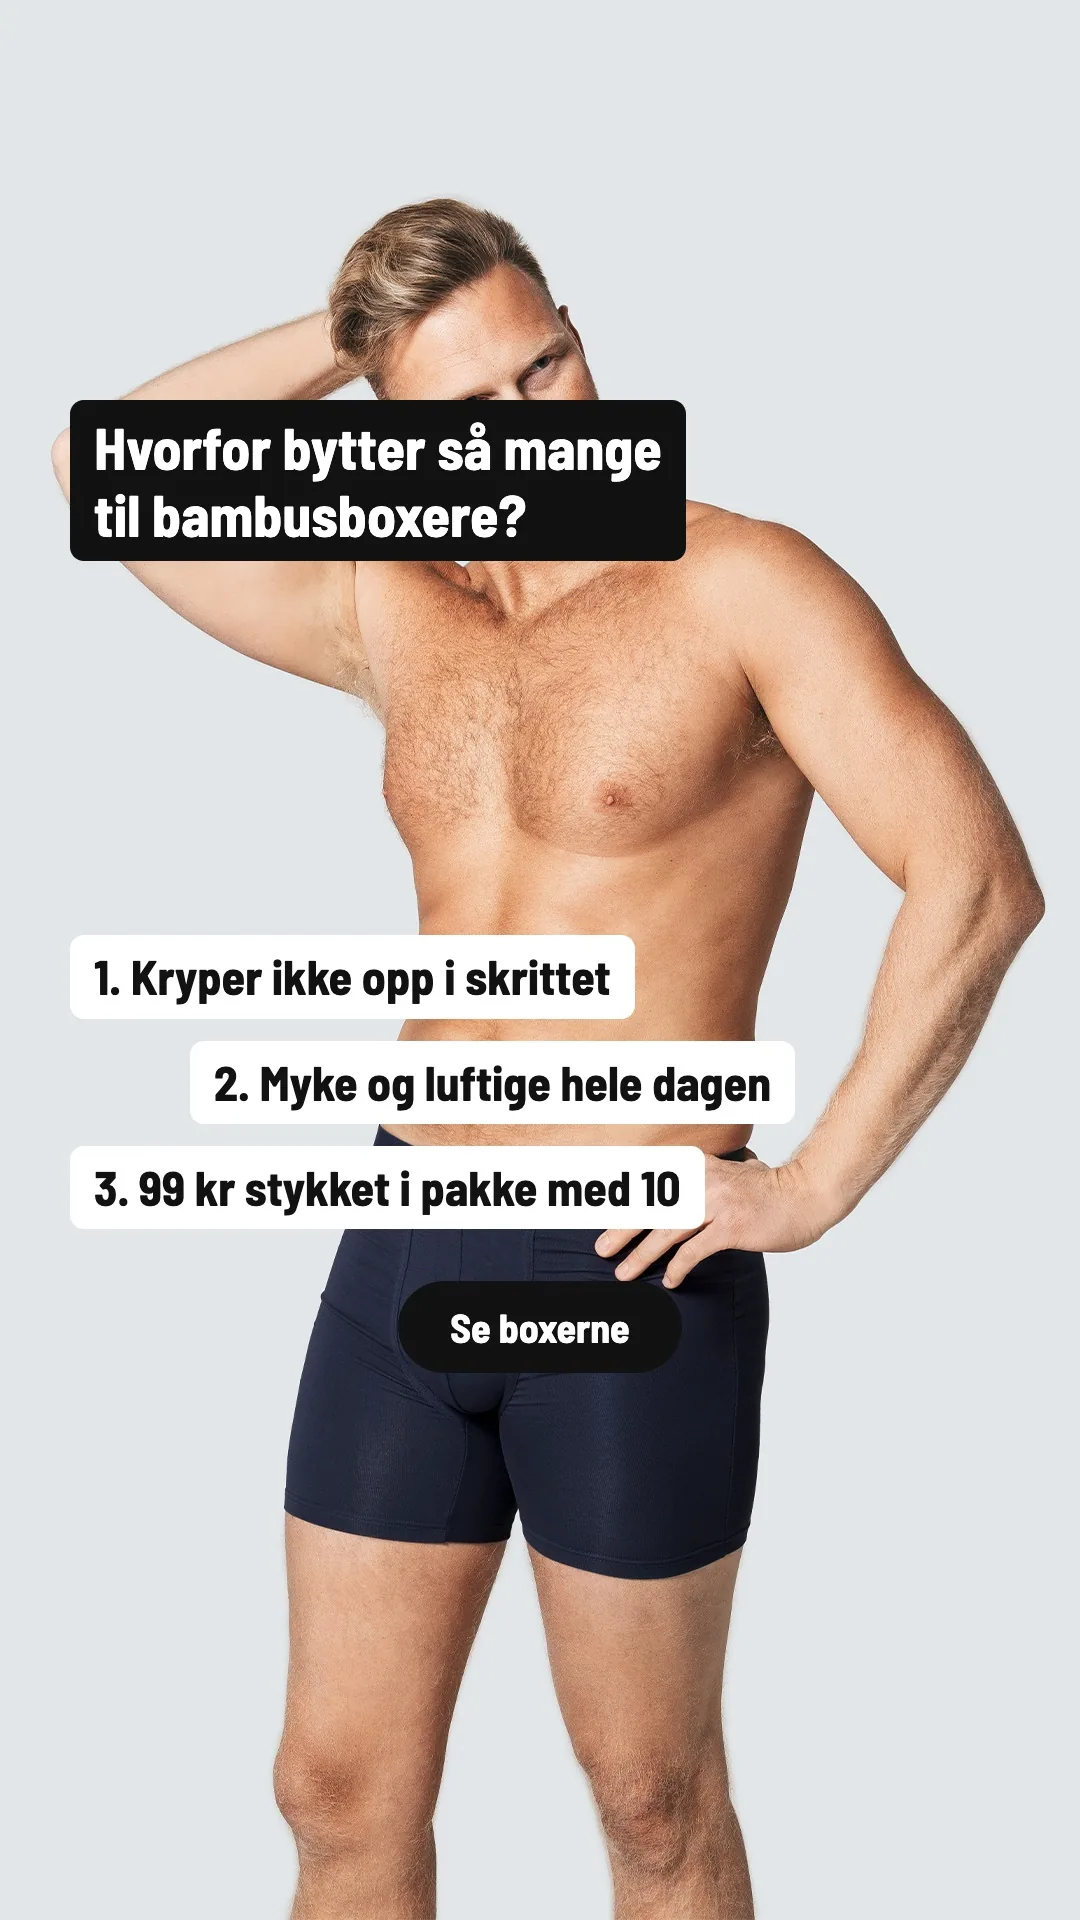 Hvorfor bytter så mange
til bambusboxere?
1. Kryper ikke opp i skrittet
2. Myke og luftige hele dagen
3. 99 kr stykket i pakke med 10
Se boxerne